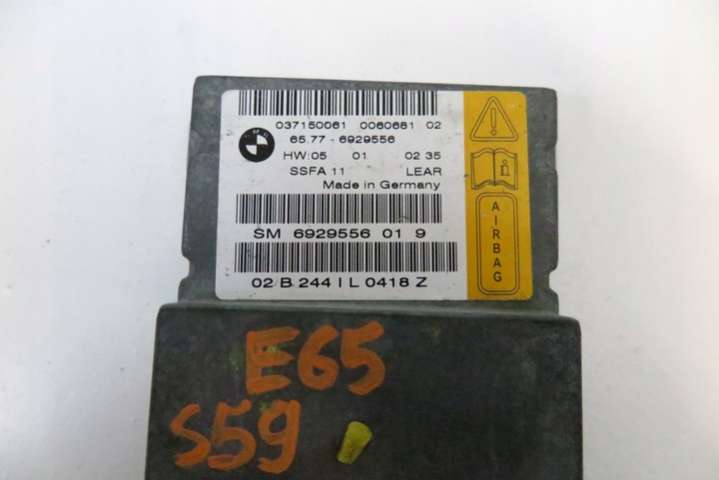 037150061 0060681 02
65.77 - 6929556
HW:05 01 02 35
SSFA 11 LEAR
Made in Germany
SM 6929556 01 9
02 B 244 I L 0418 Z
AIRBAG
E65
S59